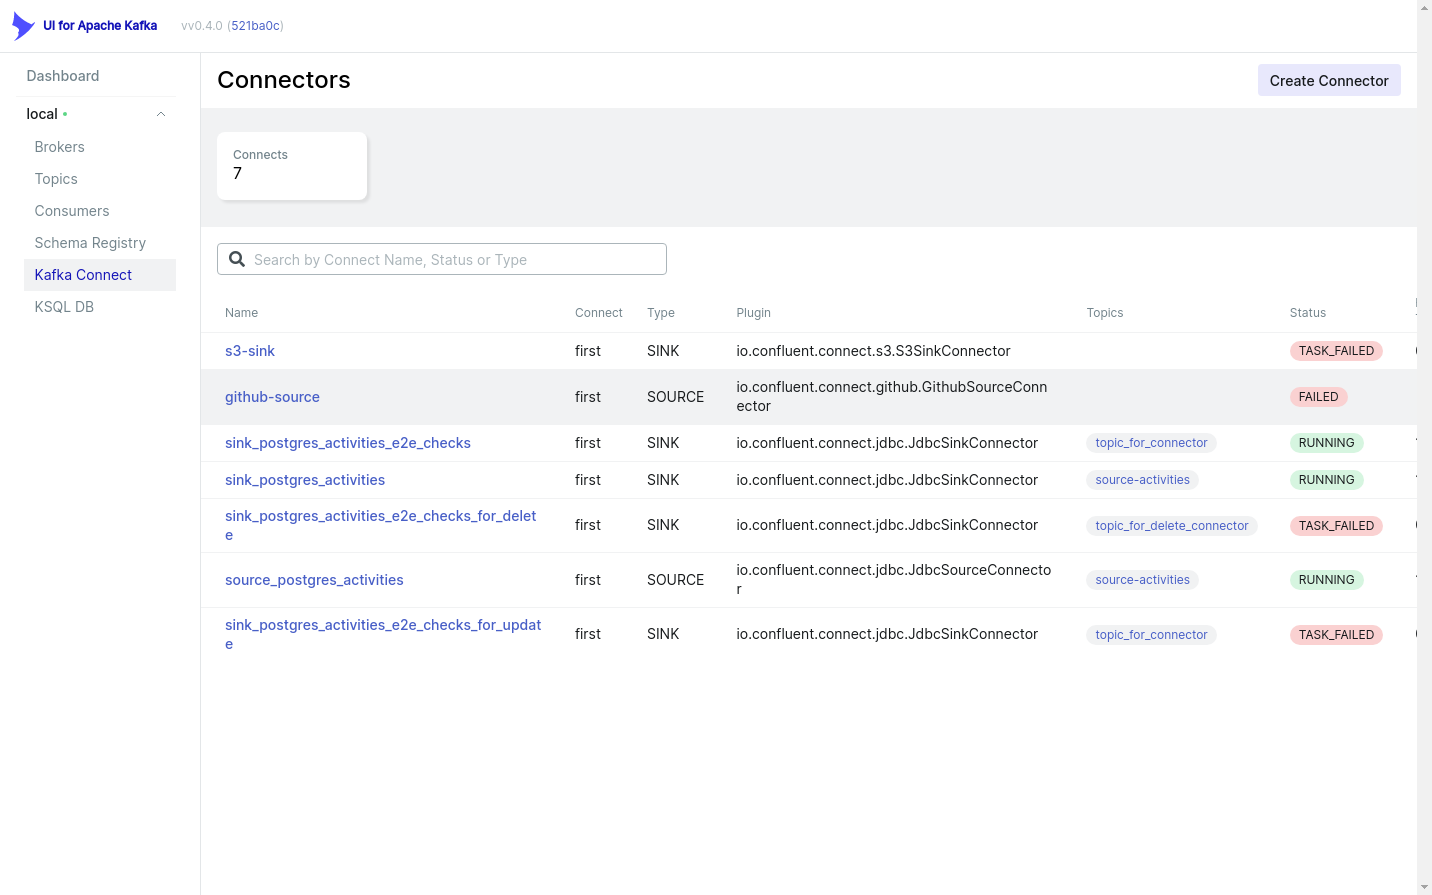 UI for Apache Kafka vv0.4.0 (521ba0c)
Dashboard
local
Brokers
Topics
Consumers
Schema Registry
Kafka Connect
KSQL DB
Connectors
Create Connector
Connects
7
Search by Connect Name, Status or Type
Name Connect Type Plugin Topics Status
s3-sink first SINK io.confluent.connect.s3.S3SinkConnector TASK_FAILED
github-source first SOURCE io.confluent.connect.github.GithubSourceConn
ector FAILED
sink_postgres_activities_e2e_checks first SINK io.confluent.connect.jdbc.JdbcSinkConnector topic_for_connector RUNNING
sink_postgres_activities first SINK io.confluent.connect.jdbc.JdbcSinkConnector source-activities RUNNING
sink_postgres_activities_e2e_checks_for_delet
e first SINK io.confluent.connect.jdbc.JdbcSinkConnector topic_for_delete_connector TASK_FAILED
source_postgres_activities first SOURCE io.confluent.connect.jdbc.JdbcSourceConnecto
r source-activities RUNNING
sink_postgres_activities_e2e_checks_for_updat
e first SINK io.confluent.connect.jdbc.JdbcSinkConnector topic_for_connector TASK_FAILED